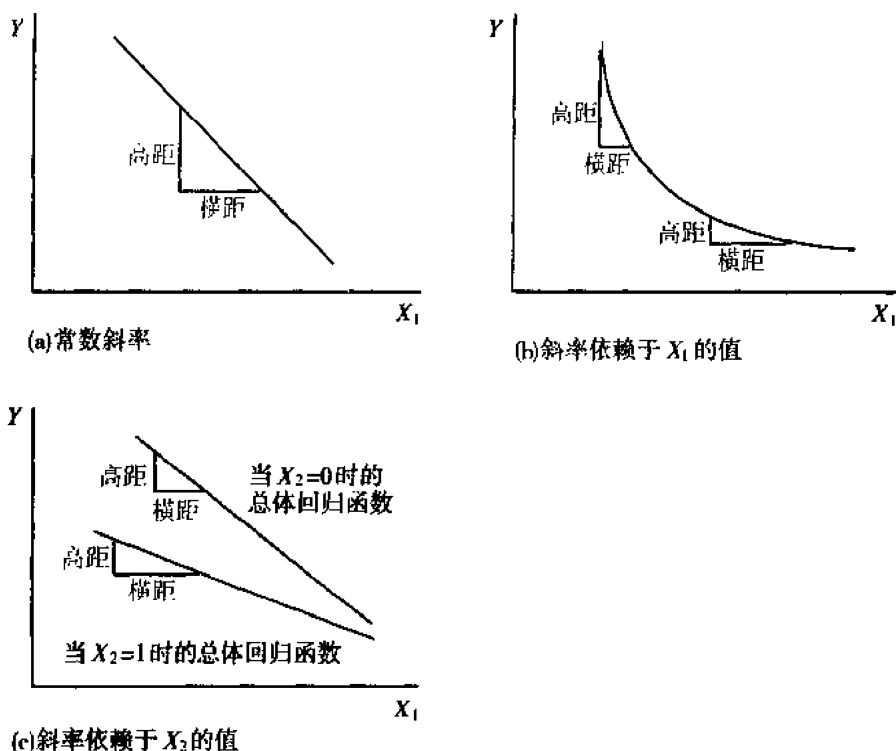 Y
高距
横距
X₁
(a)常数斜率
Y
高距
横距
高距
横距
X₁
(b)斜率依赖于 X₁ 的值
Y
高距
横距
当 X₂=0时的
总体回归函数
高距
横距
当 X₂=1时的总体回归函数
X₁
(c)斜率依赖于 X₂的值